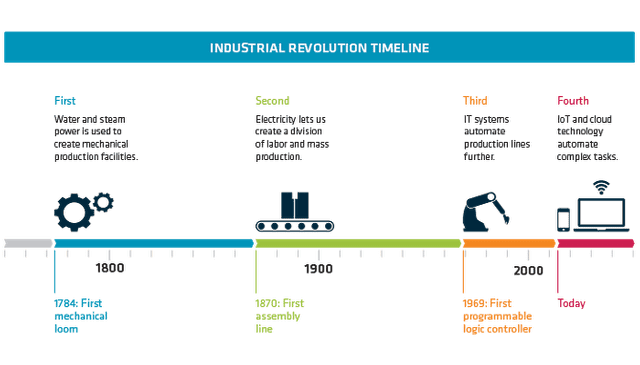 INDUSTRIAL REVOLUTION TIMELINE
First
Water and steam
power is used to
create mechanical
production facilities.
Second
Electricity lets us
create a division
of labor and mass
production.
Third
IT systems
automate
production lines
further.
Fourth
IoT and cloud
technology
automate
complex tasks.
1800
1900
2000
1784: First
mechanical
loom
1870: First
assembly
line
1969: First
programmable
logic controller
Today